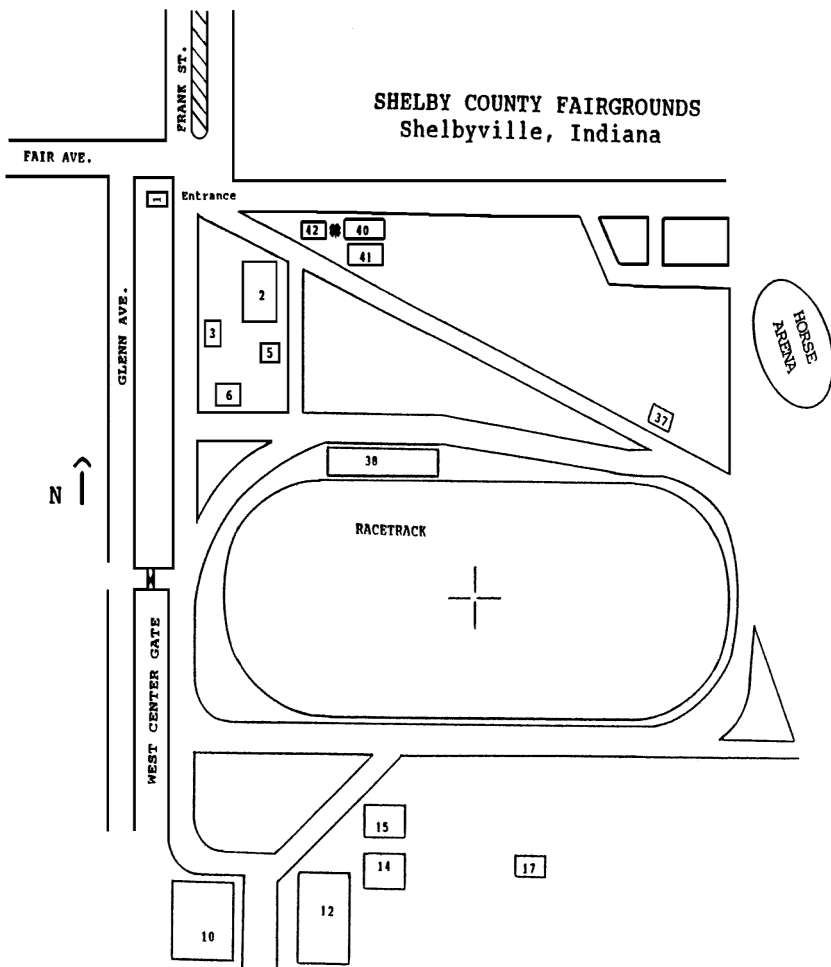 SHELBY COUNTY FAIRGROUNDS
Shelbyville, Indiana
FRANK ST.
FAIR AVE.
1
Entrance
42
40
41
2
GLENN AVE.
3
5
6
HORSE
ARENA
37
38
N
RACETRACK
WEST CENTER GATE
15
14
17
12
10